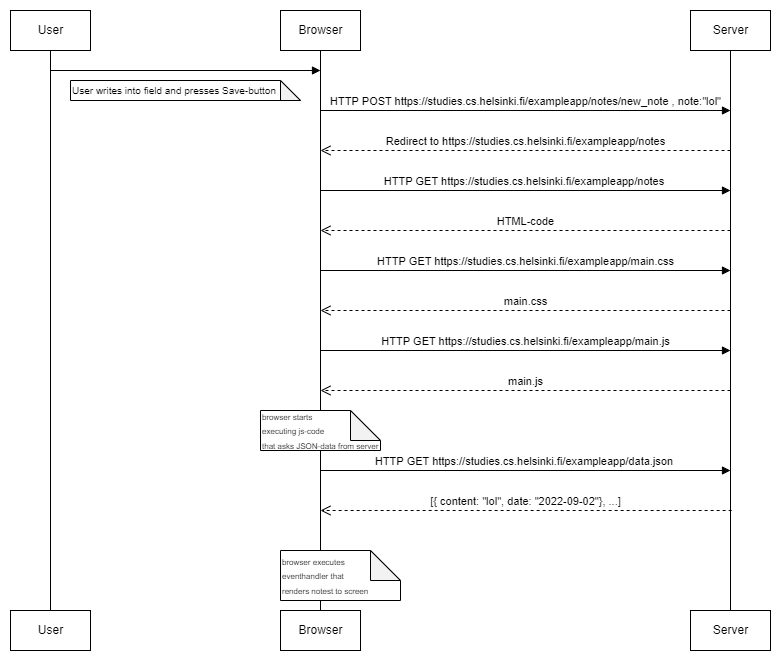 User
Browser
Server
User writes into field and presses Save-button
HTTP POST https://studies.cs.helsinki.fi/exampleapp/notes/new_note , note:"lol"
Redirect to https://studies.cs.helsinki.fi/exampleapp/notes
HTTP GET https://studies.cs.helsinki.fi/exampleapp/notes
HTML-code
HTTP GET https://studies.cs.helsinki.fi/exampleapp/main.css
main.css
HTTP GET https://studies.cs.helsinki.fi/exampleapp/main.js
main.js
browser starts
executing js-code
that asks JSON-data from server
HTTP GET https://studies.cs.helsinki.fi/exampleapp/data.json
[{ content: "lol", date: "2022-09-02"}, ...]
browser executes
eventhandler that
renders notest to screen
User
Browser
Server